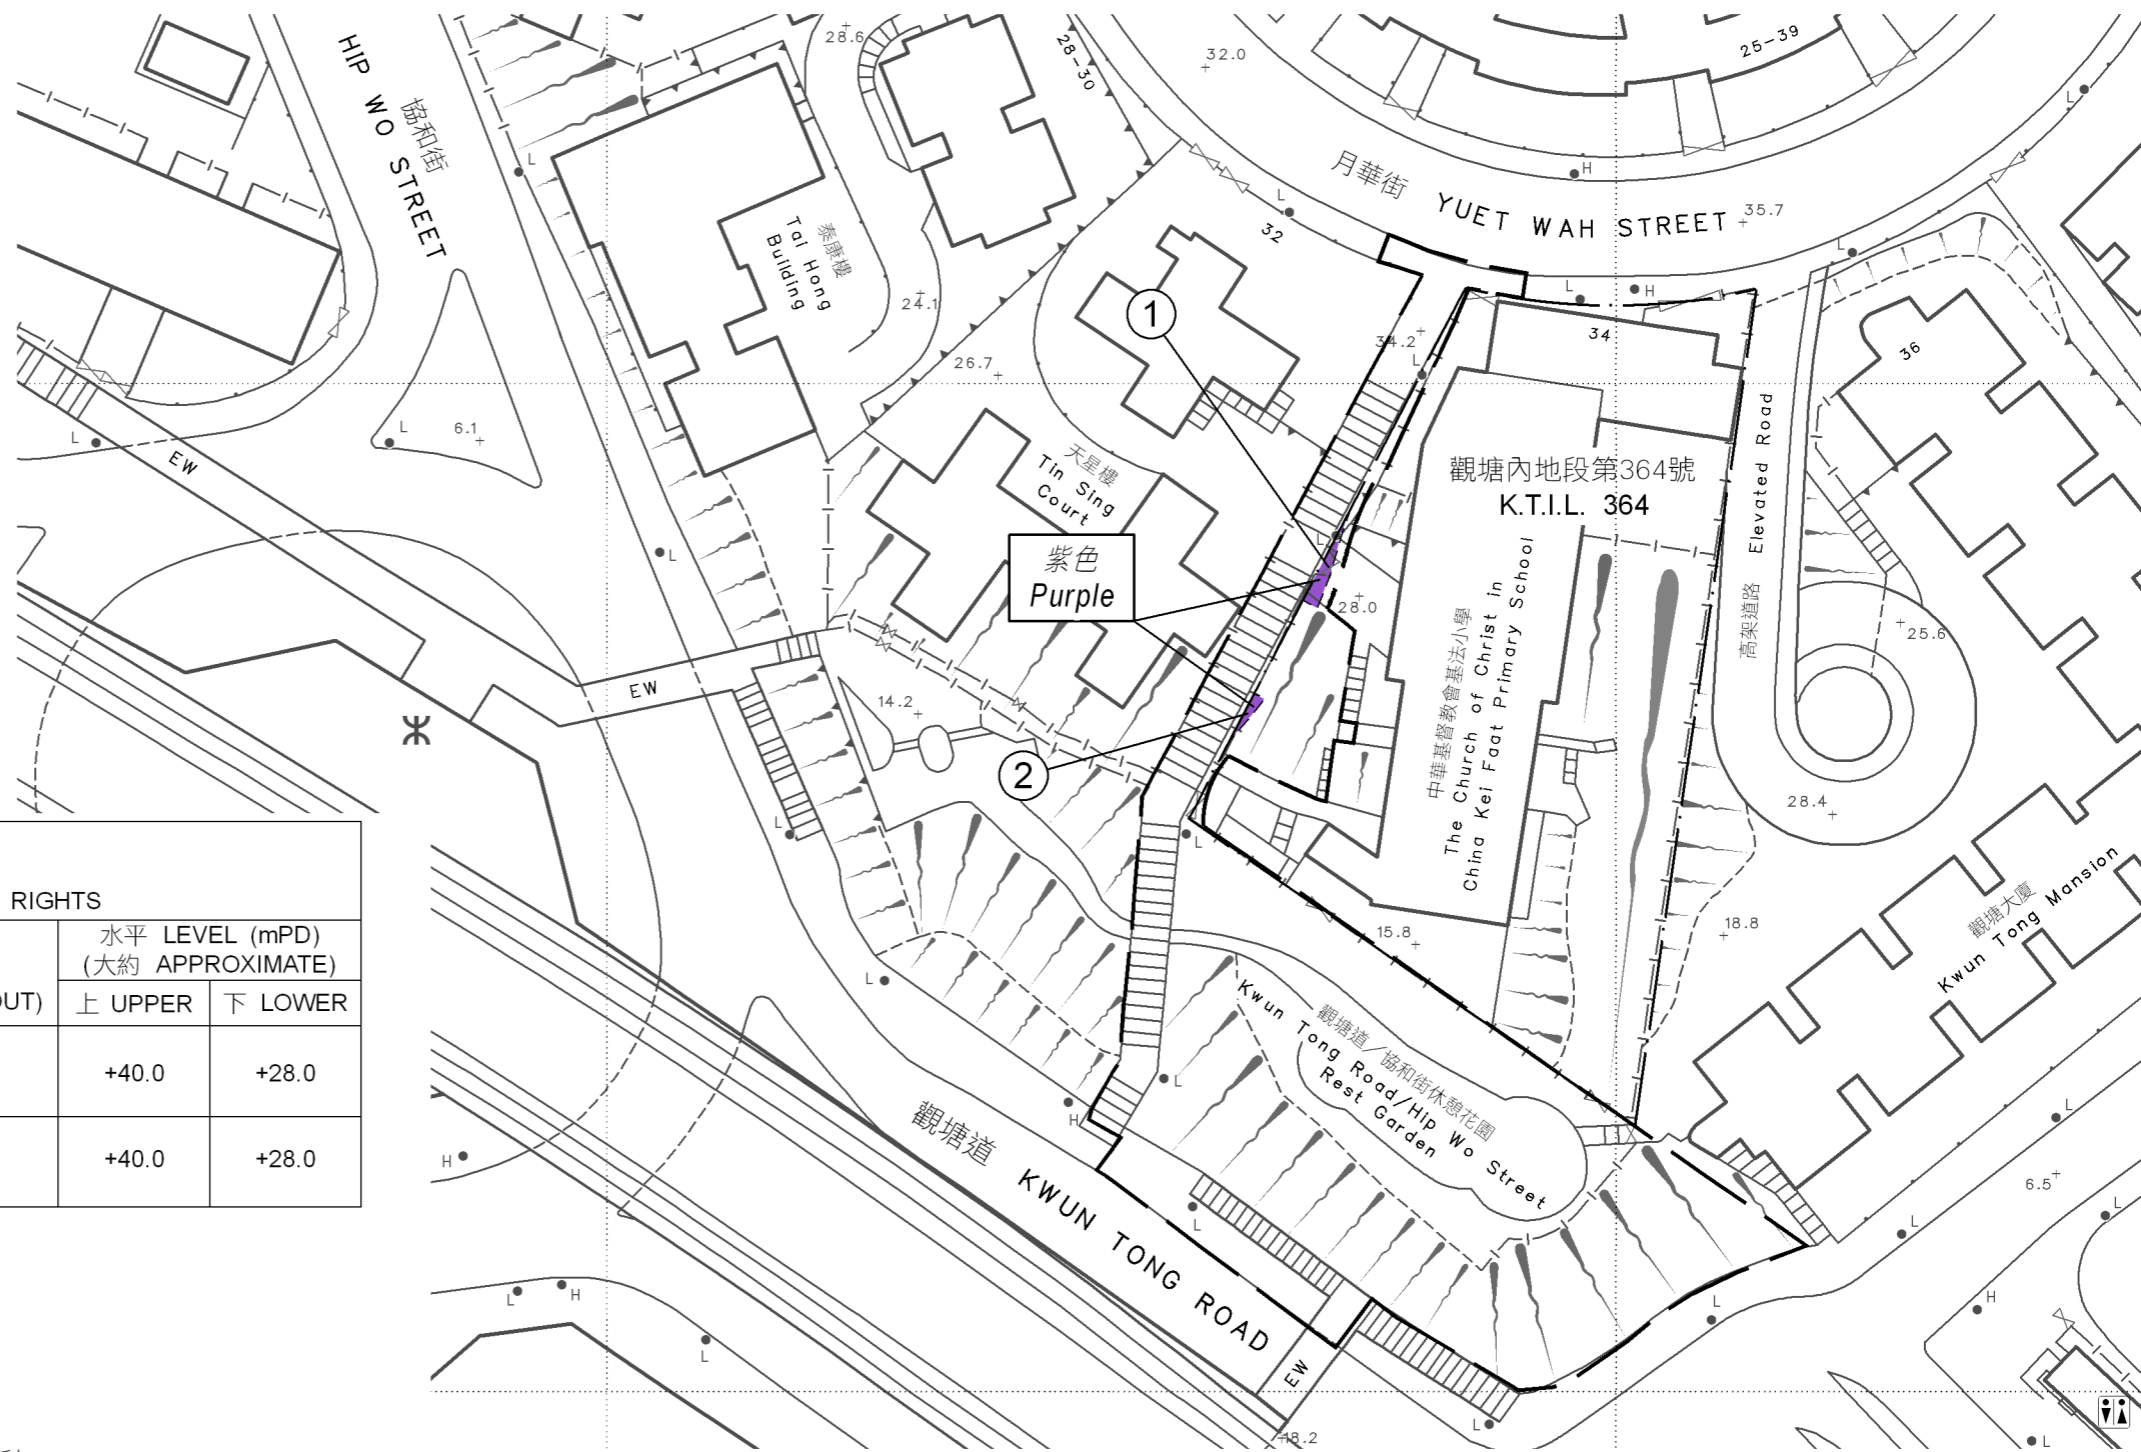 協和街
HIP WO STREET
28.6
28-30
32.0
25-39
L
月華街 YUET WAH STREET
35.7
H
L
L
L
32
泰康樓
Tai Hong
Building
24.1
26.7
1
34.2
L
L
H
34
36
L
6.1
L
EW
天星樓
Tin Sing
Court
觀塘內地段第364號
K.T.I.L. 364
高架道路 Elevated Road
紫色
Purple
L
L
28.0
25.6
中華基督教會基法小學
The Church of Christ in
China Kei Faat Primary School
EW
14.2
2
L
L
28.4
15.8
18.8
觀塘大廈
Kwun Tong Mansion
RIGHTS
水平 LEVEL (mPD)
(大約 APPROXIMATE)
上 UPPER
下 LOWER
+40.0
+28.0
+40.0
+28.0
L
觀塘道／協和街休憩花園
Kwun Tong Road/Hip Wo Street
Rest Garden
L
H
H
觀塘道 KWUN TONG ROAD
L
L
6.5
L
L
L
H
L
H
L
EW
18.2
L
L